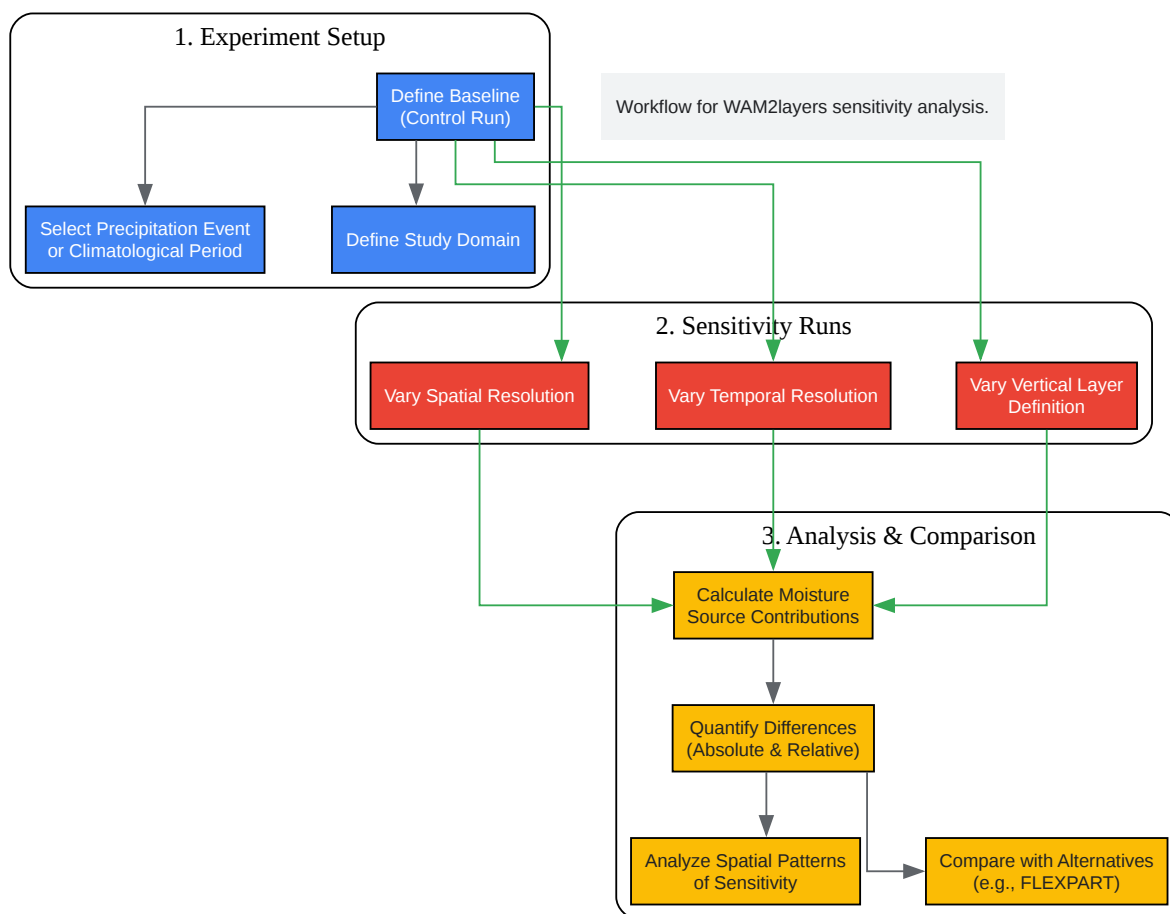 1. Experiment Setup
Define Baseline
(Control Run)
Workflow for WAM2layers sensitivity analysis.
Select Precipitation Event
or Climatological Period
Define Study Domain
2. Sensitivity Runs
Vary Spatial Resolution
Vary Temporal Resolution
Vary Vertical Layer
Definition
3. Analysis & Comparison
Calculate Moisture
Source Contributions
Quantify Differences
(Absolute & Relative)
Analyze Spatial Patterns
of Sensitivity
Compare with Alternatives
(e.g., FLEXPART)